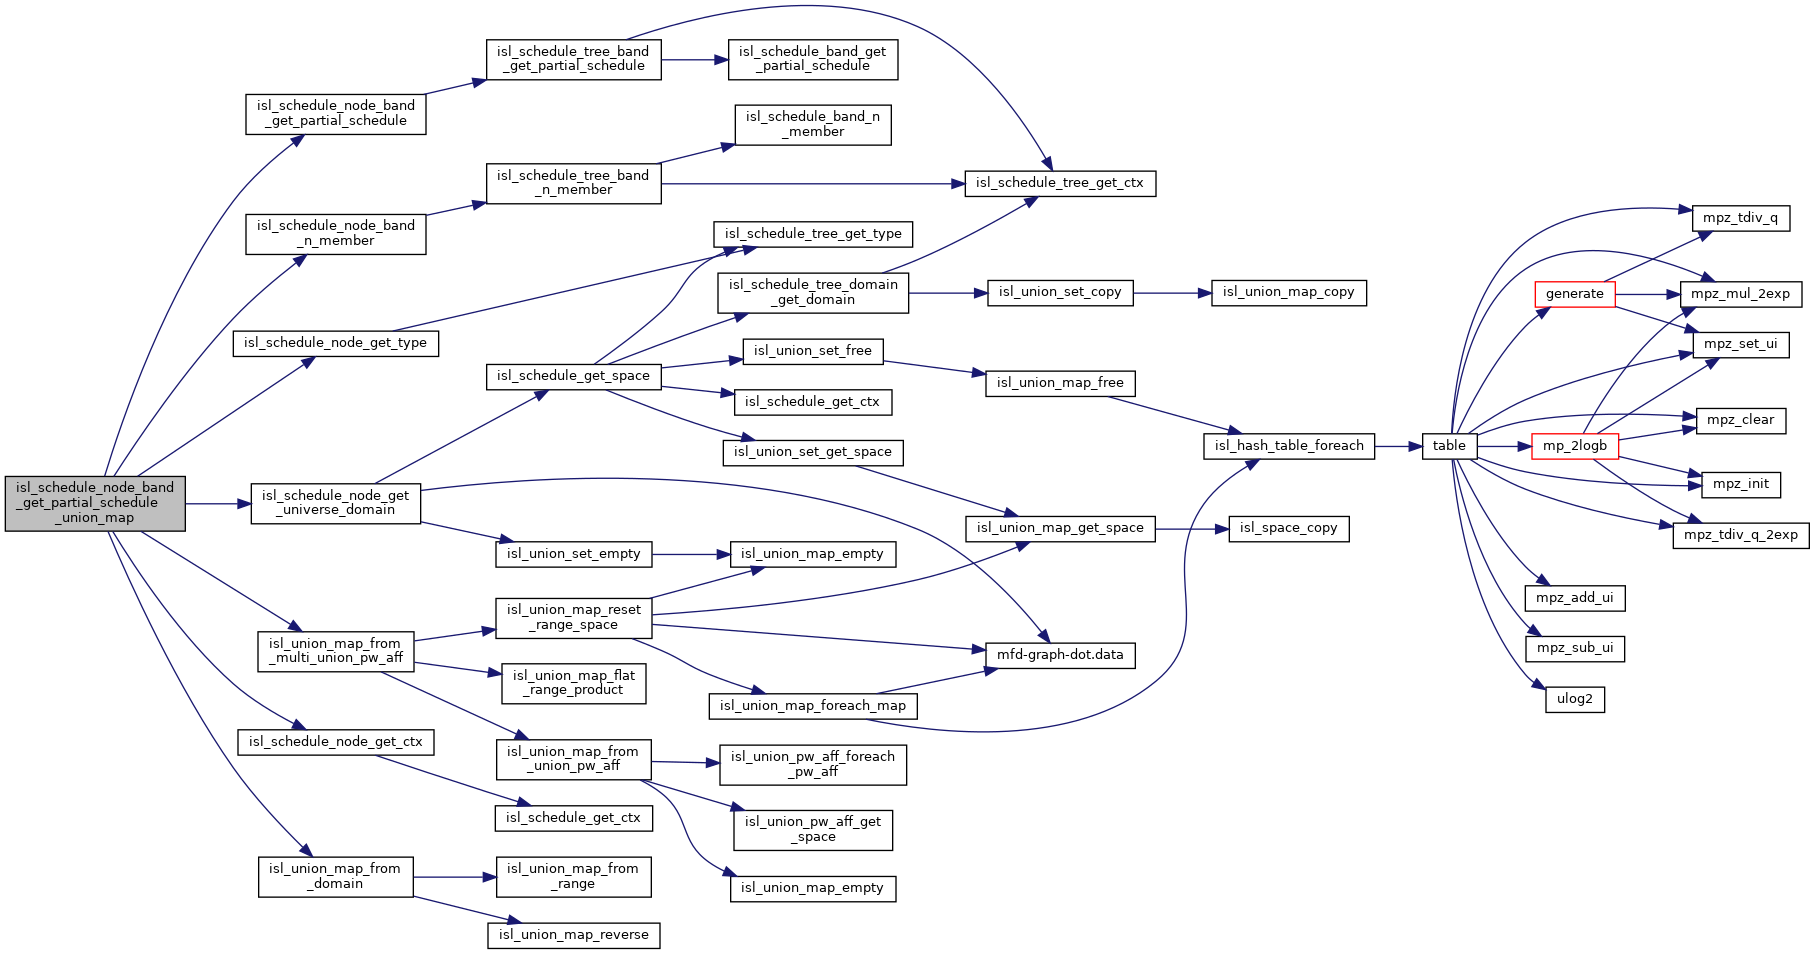 isl_schedule_node_band
_get_partial_schedule
_union_map
isl_schedule_node_band
_get_partial_schedule
isl_schedule_node_band
_n_member
isl_schedule_node_get_type
isl_schedule_node_get
_universe_domain
isl_union_map_from
_multi_union_pw_aff
isl_schedule_node_get_ctx
isl_union_map_from
_domain
isl_schedule_tree_band
_get_partial_schedule
isl_schedule_tree_band
_n_member
isl_schedule_get_space
isl_union_set_empty
isl_union_map_reset
_range_space
isl_union_map_flat
_range_product
isl_union_map_from
_union_pw_aff
isl_schedule_get_ctx
isl_union_map_from
_range
isl_union_map_reverse
isl_schedule_band_get
_partial_schedule
isl_schedule_band_n
_member
isl_schedule_tree_get_type
isl_schedule_tree_domain
_get_domain
isl_union_set_free
isl_schedule_get_ctx
isl_union_set_get_space
isl_union_map_empty
isl_union_map_foreach_map
isl_union_pw_aff_foreach
_pw_aff
isl_union_pw_aff_get
_space
isl_union_map_empty
isl_schedule_tree_get_ctx
isl_union_set_copy
isl_union_map_free
isl_union_map_get_space
mfd-graph-dot.data
isl_union_map_copy
isl_hash_table_foreach
isl_space_copy
table
generate
mp_2logb
mpz_add_ui
mpz_sub_ui
ulog2
mpz_tdiv_q
mpz_mul_2exp
mpz_set_ui
mpz_clear
mpz_init
mpz_tdiv_q_2exp